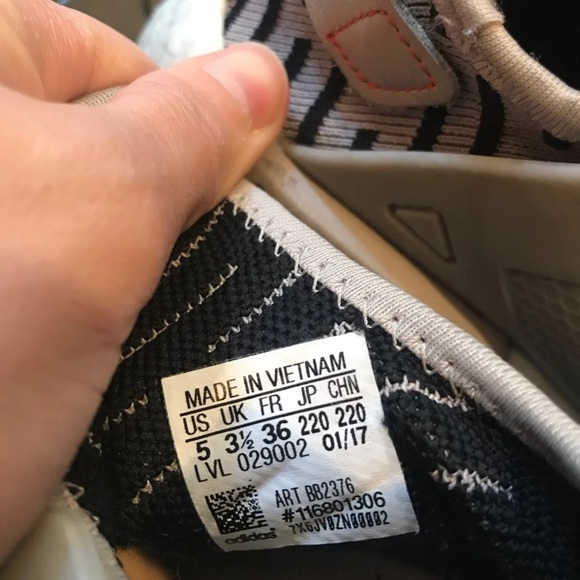 MADE IN VIETNAM
US UK FR JP CHN
5 3½ 36 220 220
LVL 029002 01/17
ART BB2376
#116801306
adidas